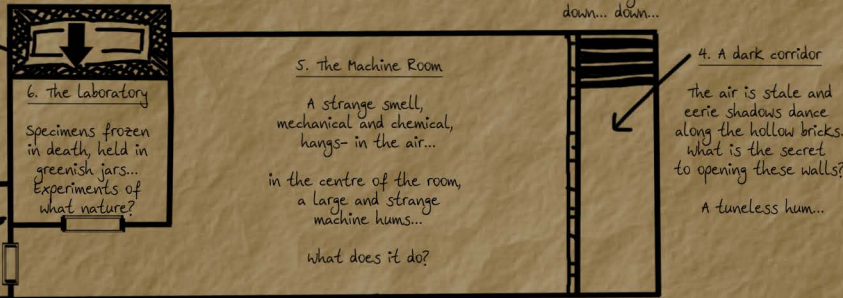 down... down...
4. A dark corridor
The air is stale and
eerie shadows dance
along the hollow bricks.
What is the secret
to opening these walls?
A tuneless hum...
5. The Machine Room
A strange smell,
mechanical and chemical,
hangs- in the air...
in the centre of the room,
a large and strange
machine hums...
What does it do?
6. The Laboratory
Specimens frozen
in death, held in
greenish jars...
Experiments of
what nature?